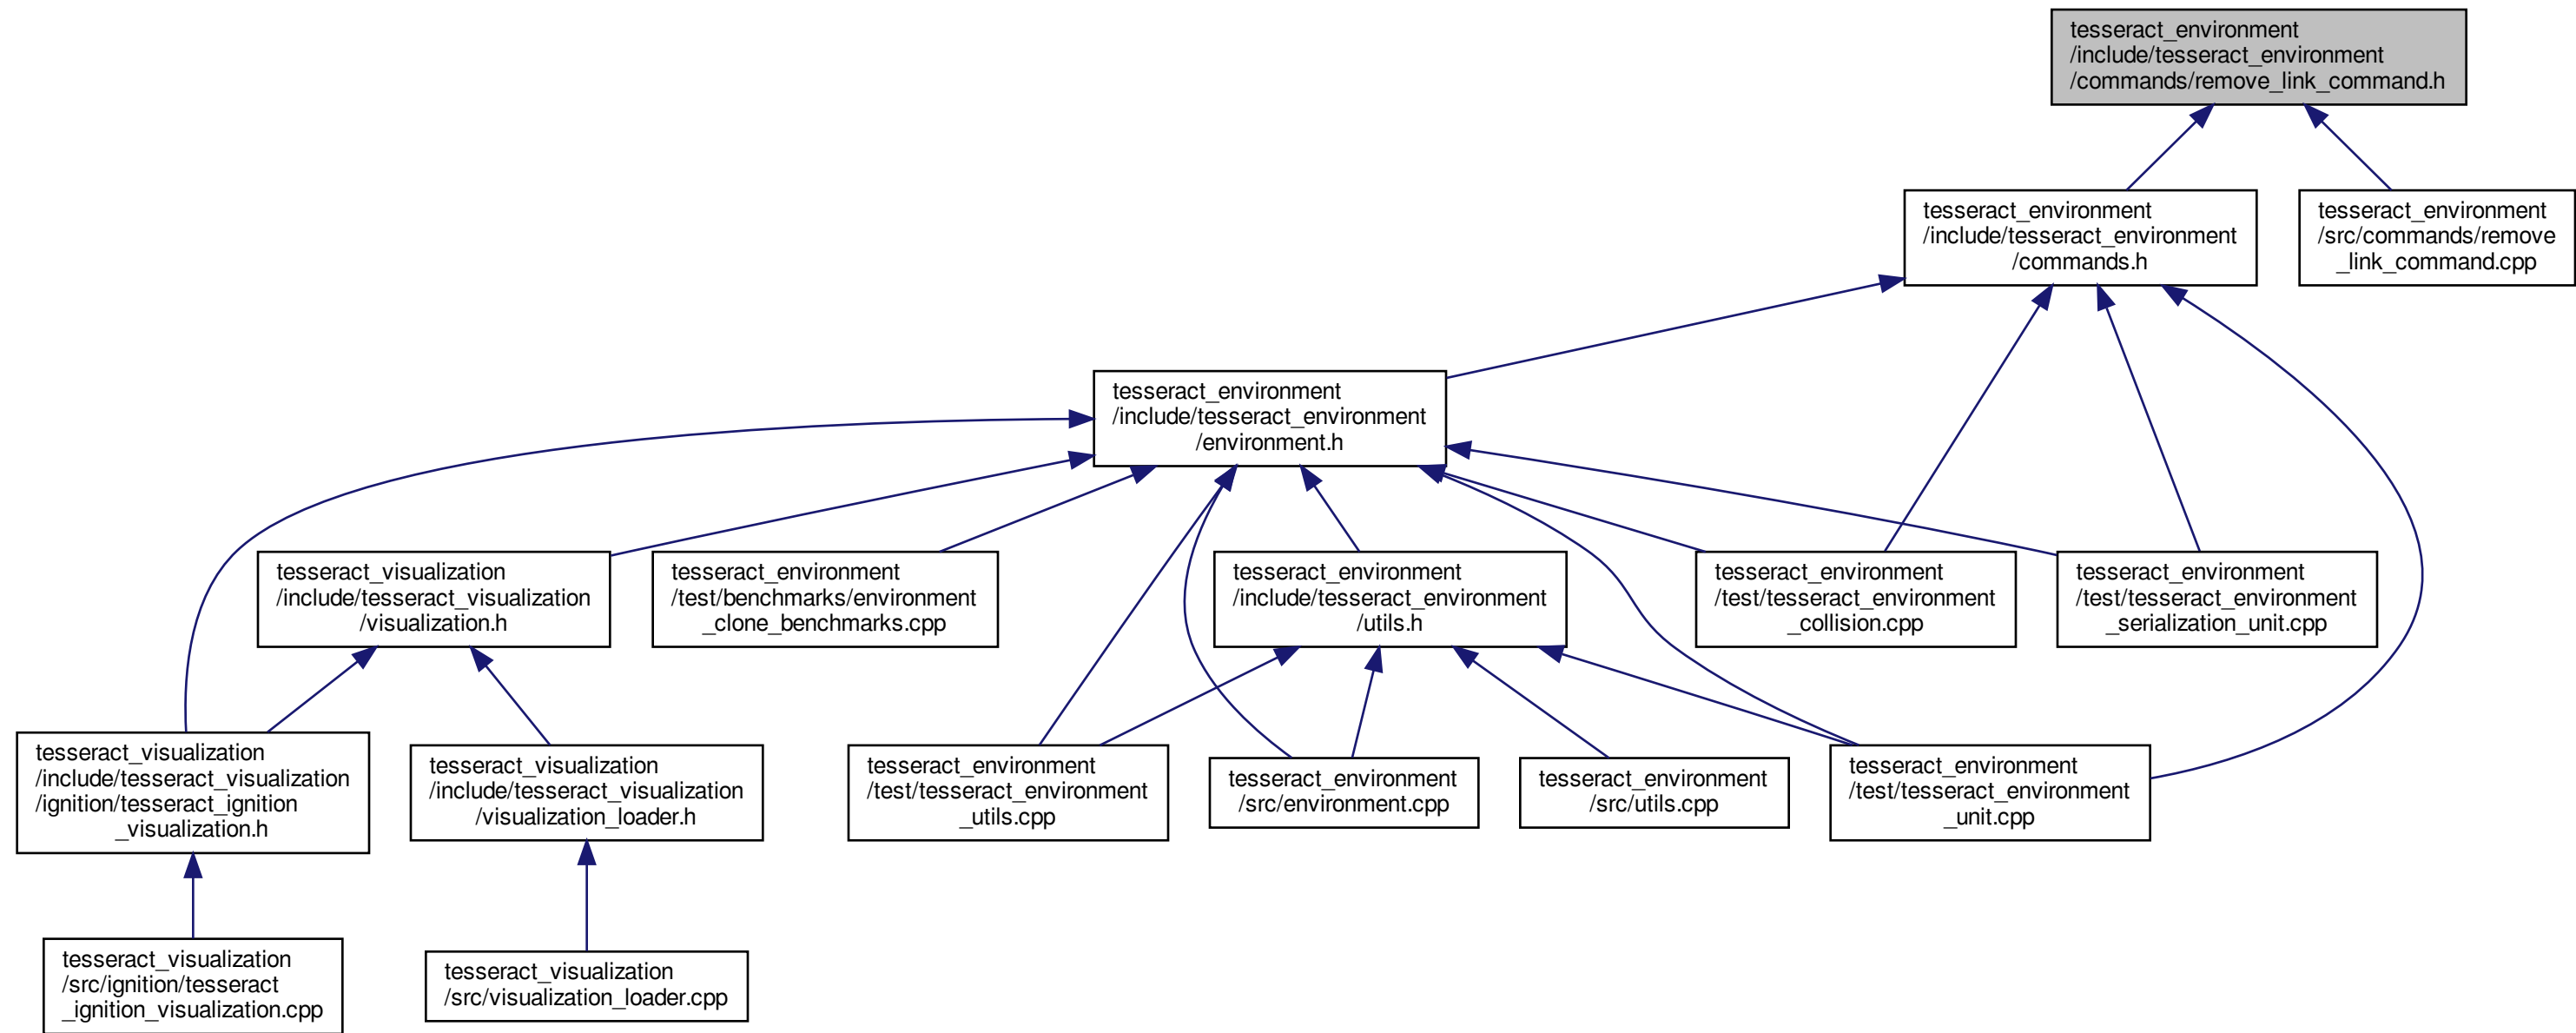 tesseract_environment
/include/tesseract_environment
/commands/remove_link_command.h
tesseract_environment
/include/tesseract_environment
/commands.h
tesseract_environment
/src/commands/remove
_link_command.cpp
tesseract_environment
/include/tesseract_environment
/environment.h
tesseract_visualization
/include/tesseract_visualization
/visualization.h
tesseract_environment
/test/benchmarks/environment
_clone_benchmarks.cpp
tesseract_environment
/include/tesseract_environment
/utils.h
tesseract_environment
/test/tesseract_environment
_collision.cpp
tesseract_environment
/test/tesseract_environment
_serialization_unit.cpp
tesseract_visualization
/include/tesseract_visualization
/ignition/tesseract_ignition
_visualization.h
tesseract_visualization
/include/tesseract_visualization
/visualization_loader.h
tesseract_environment
/test/tesseract_environment
_utils.cpp
tesseract_environment
/src/environment.cpp
tesseract_environment
/src/utils.cpp
tesseract_environment
/test/tesseract_environment
_unit.cpp
tesseract_visualization
/src/ignition/tesseract
_ignition_visualization.cpp
tesseract_visualization
/src/visualization_loader.cpp